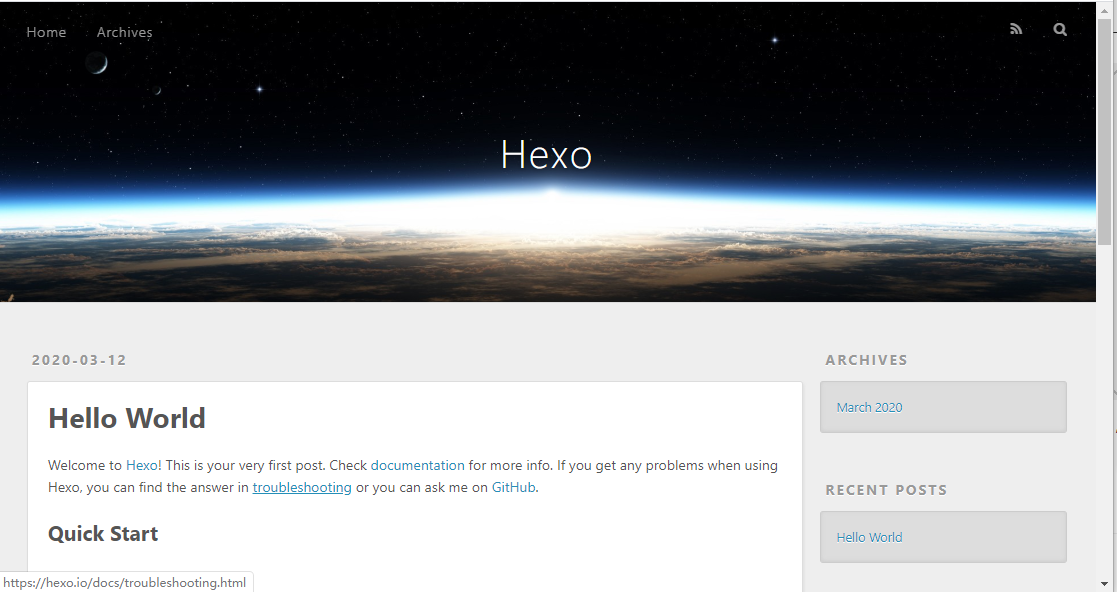 Home Archives
Hexo
2020-03-12
Hello World
Welcome to Hexo! This is your very first post. Check documentation for more info. If you get any problems when using
Hexo, you can find the answer in troubleshooting or you can ask me on GitHub.
Quick Start
ARCHIVES
March 2020
RECENT POSTS
Hello World
https://hexo.io/docs/troubleshooting.html